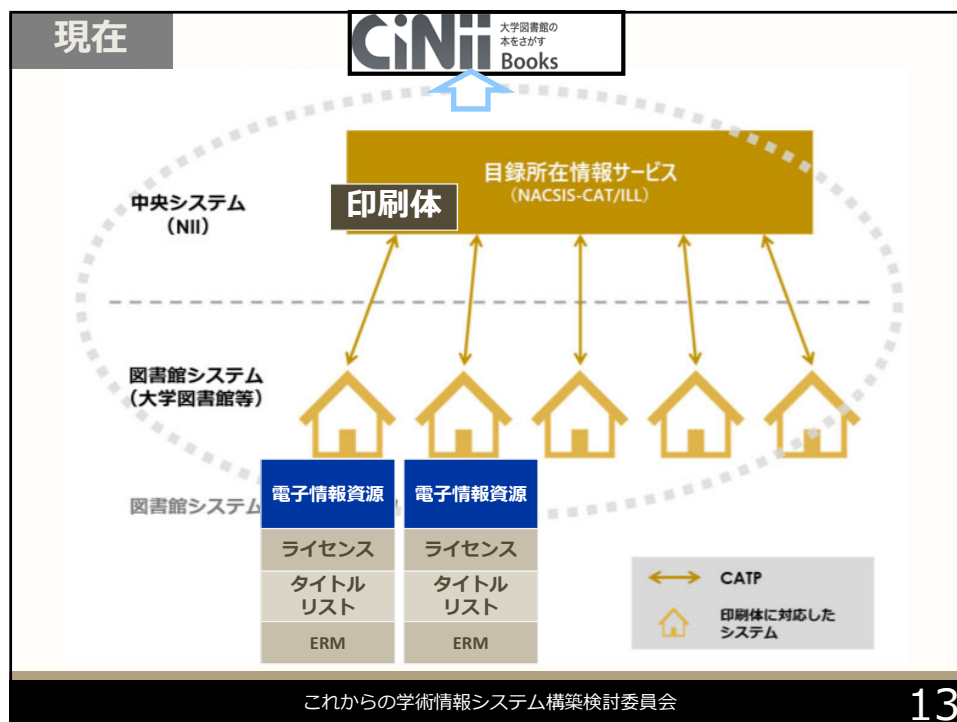 現在
CiNii
大学図書館の
本をさがす
Books
目録所在情報サービス
(NACSIS-CAT/ILL)
印刷体
中央システム
(NII)
図書館システム
(大学図書館等)
図書館システム
電子情報資源
ライセンス
タイトル
リスト
ERM
電子情報資源
ライセンス
タイトル
リスト
ERM
CATP
印刷体に対応した
システム
これからの学術情報システム構築検討委員会
13